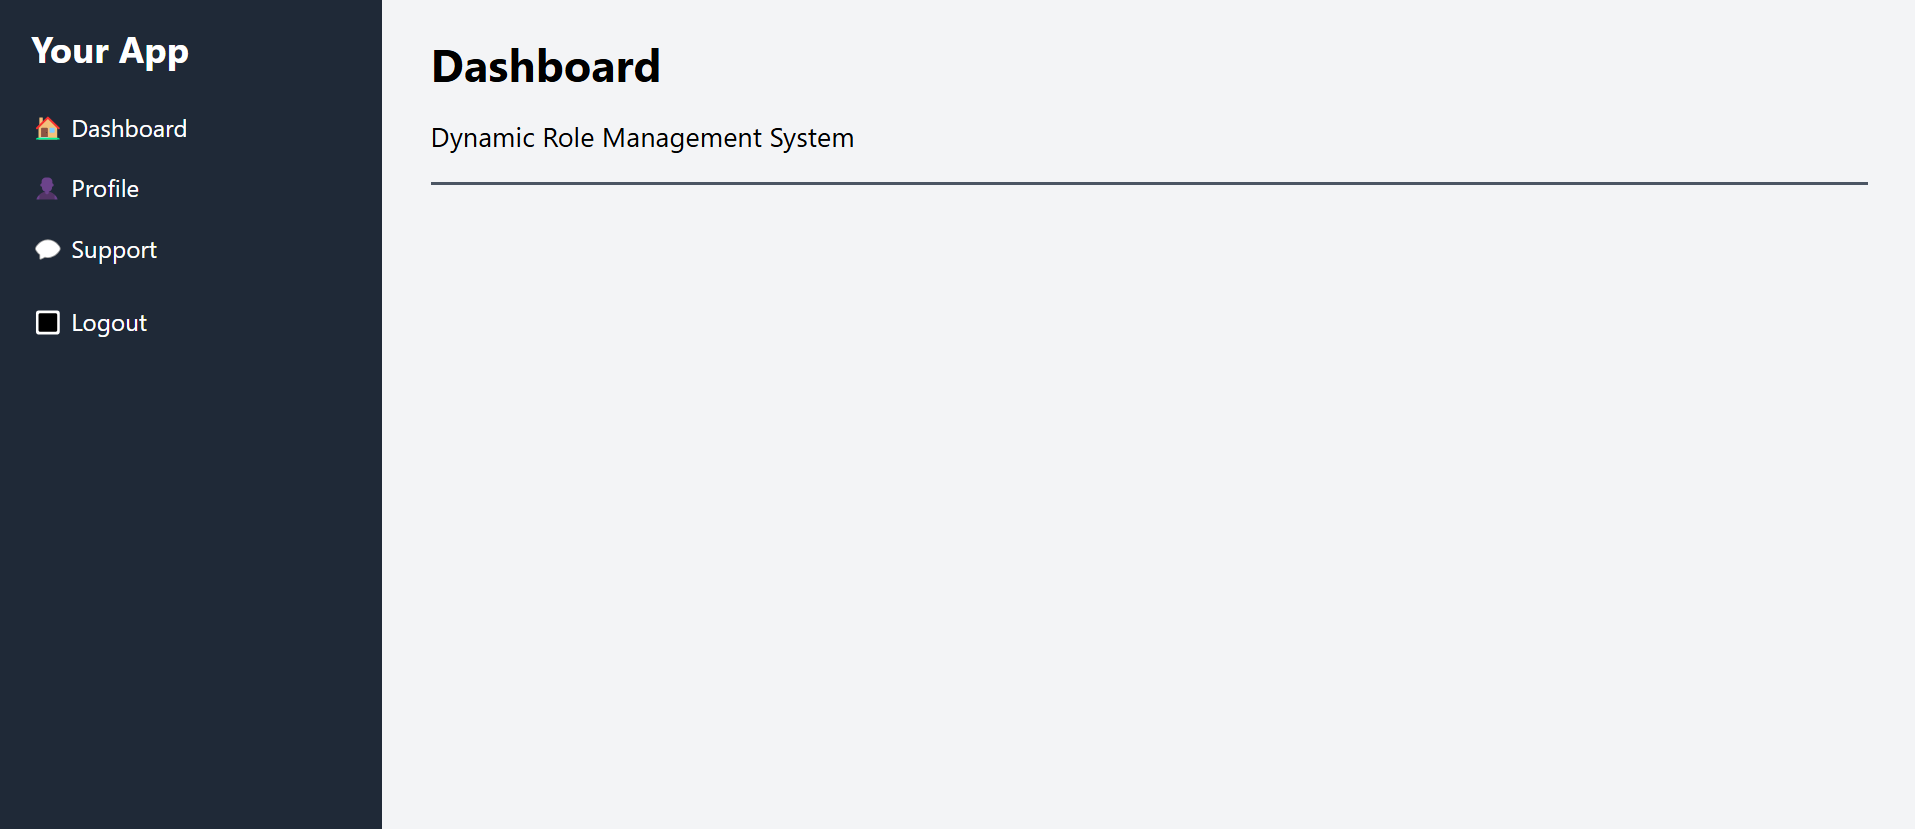 Your App
Dashboard
Profile
Support
Logout
Dashboard
Dynamic Role Management System